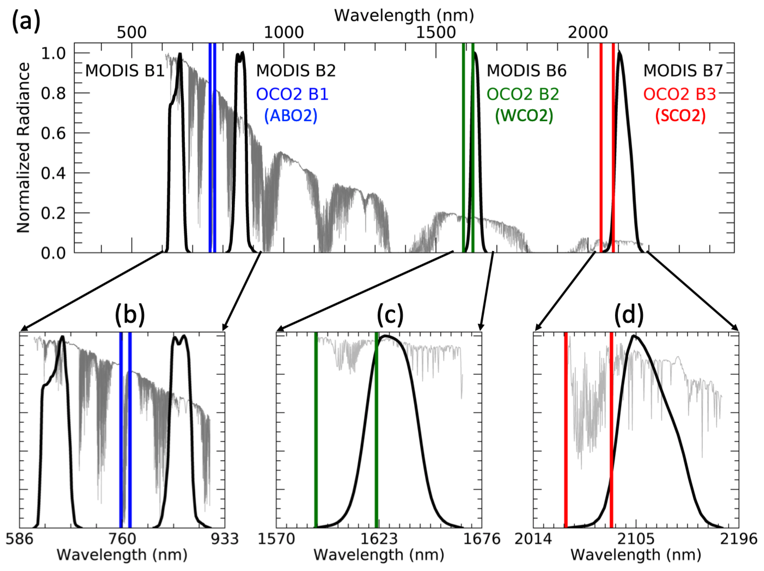 (a)
Wavelength (nm)
500 1000 1500 2000
Normalized Radiance
1.0
0.8
0.6
0.4
0.2
0.0
MODIS B1
MODIS B2
OCO2 B1
(ABO2)
MODIS B6
OCO2 B2
(WCO2)
MODIS B7
OCO2 B3
(SCO2)
(b)
586 760 933
Wavelength (nm)
(c)
1570 1623 1676
Wavelength (nm)
(d)
2014 2105 2196
Wavelength (nm)